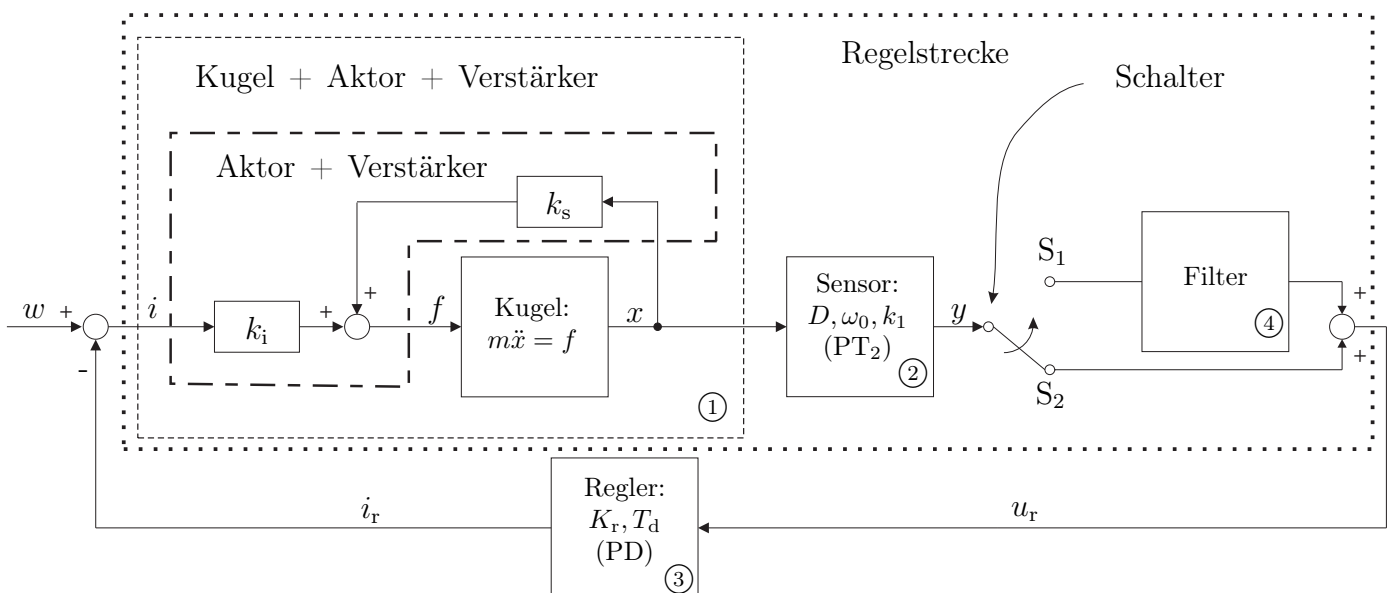 Regelstrecke
Kugel + Aktor + Verstärker
Schalter
Aktor + Verstärker
k_s
S_1
Filter
④
w
+
-
i
k_i
+
+
f
Kugel:
mẍ = f
x
①
Sensor:
D, ω_0, k_1
(PT_2)
②
y
S_2
+
+
i_r
Regler:
K_r, T_d
(PD)
③
u_r